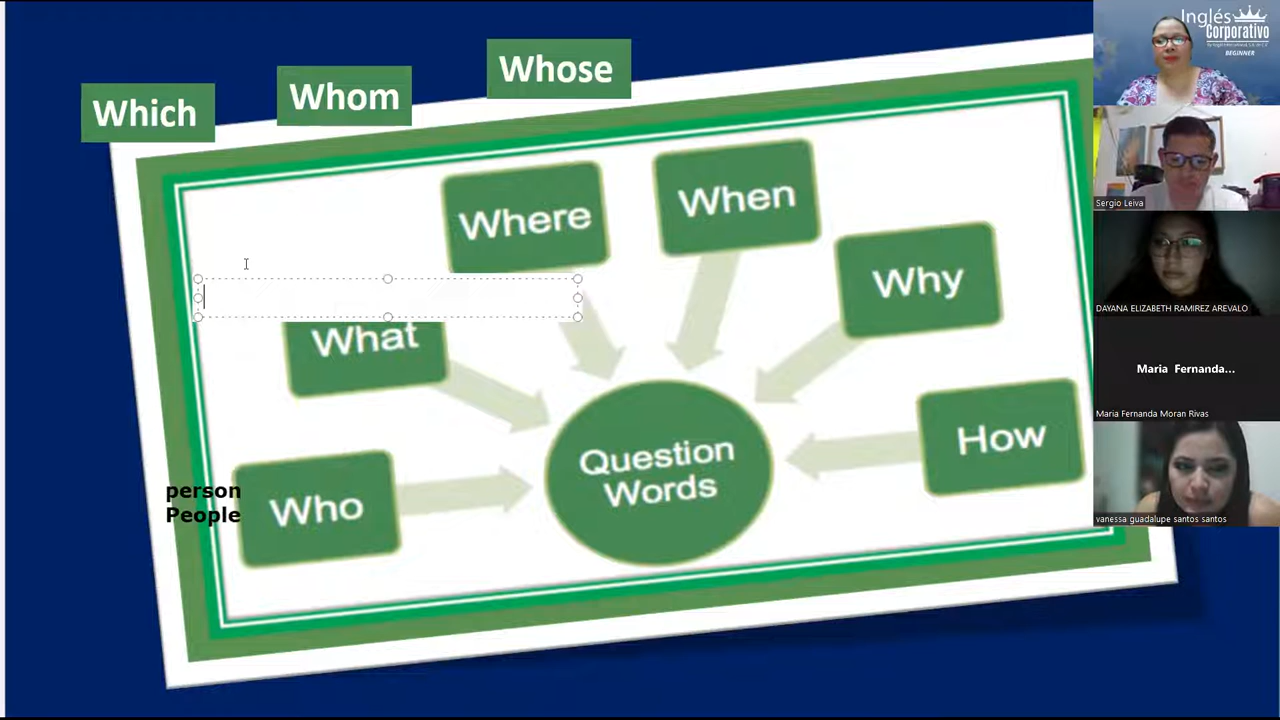 Which
Whom
Whose
Where
When
Why
What
How
Question
Words
Who
person
People
Inglés
Corporativo
BEGINNER
Sergio Leiva
DAYANA ELIZABETH RAMIREZ AREVALO
Maria Fernanda...
Maria Fernanda Moran Rivas
vanessa guadalupe santos santos